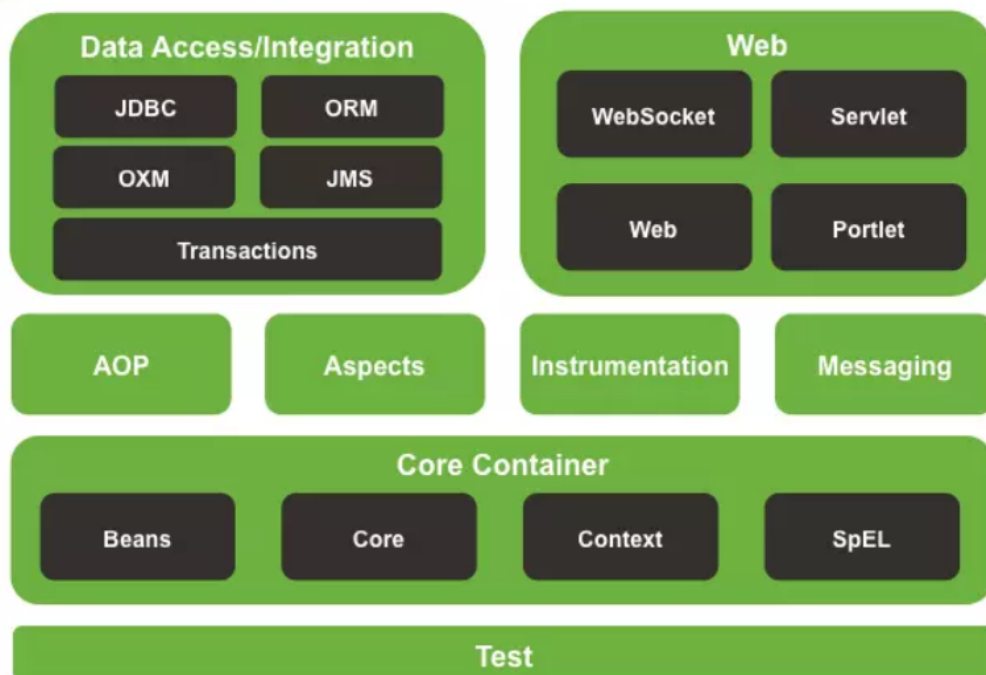 Data Access/Integration
JDBC
ORM
OXM
JMS
Transactions
Web
WebSocket
Servlet
Web
Portlet
AOP
Aspects
Instrumentation
Messaging
Core Container
Beans
Core
Context
SpEL
Test